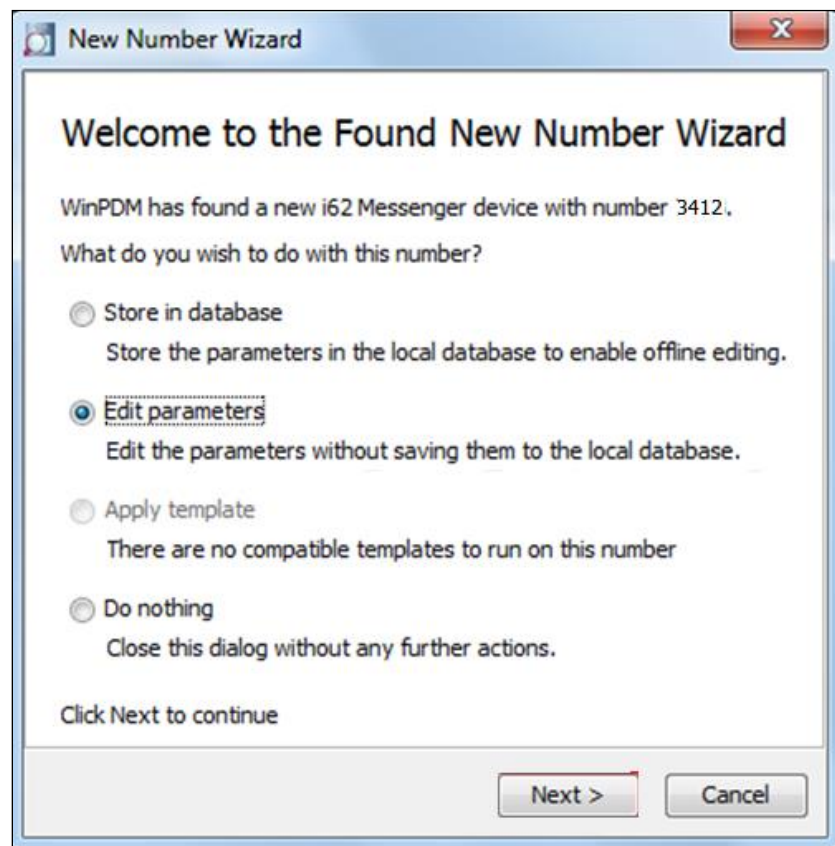 New Number Wizard
Welcome to the Found New Number Wizard
WinPDM has found a new i62 Messenger device with number 3412.
What do you wish to do with this number?
Store in database
Store the parameters in the local database to enable offline editing.
Edit parameters
Edit the parameters without saving them to the local database.
Apply template
There are no compatible templates to run on this number
Do nothing
Close this dialog without any further actions.
Click Next to continue
Next >
Cancel